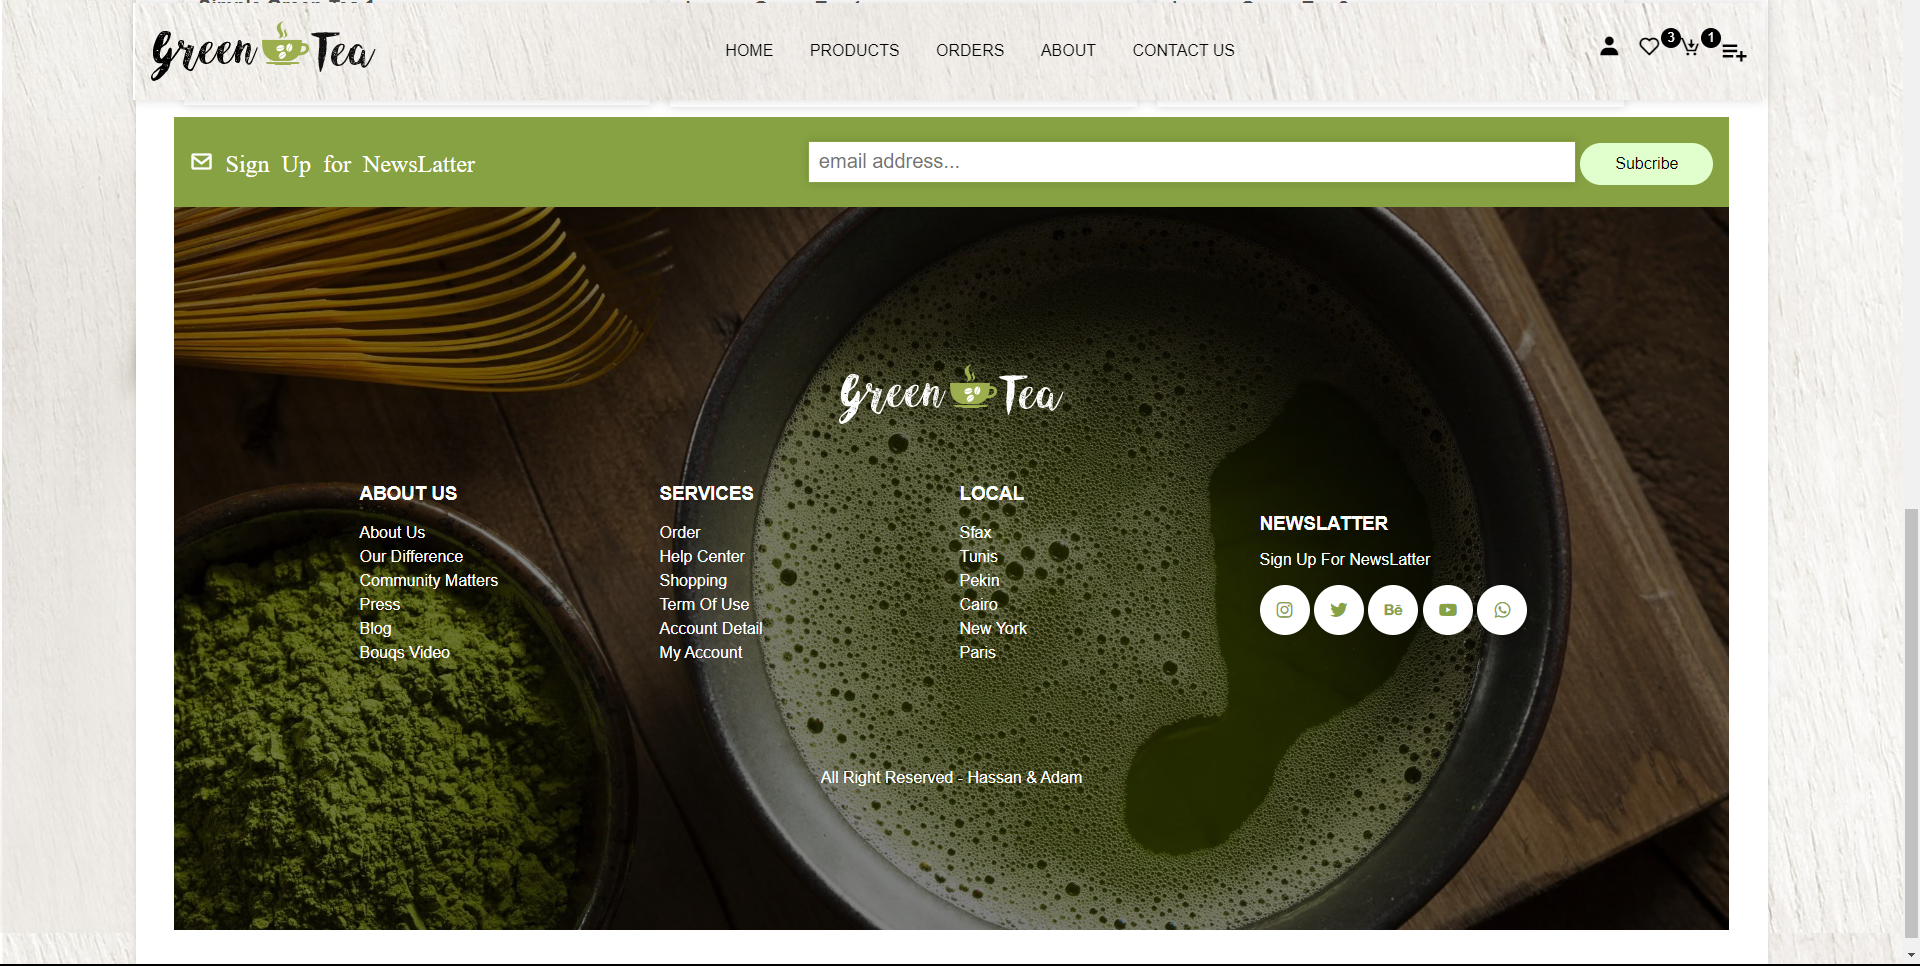 Green Tea
HOME PRODUCTS ORDERS ABOUT CONTACT US
3
1
Sign Up for NewsLatter
email address...
Subcribe
Green Tea
ABOUT US
About Us
Our Difference
Community Matters
Press
Blog
Bouqs Video
SERVICES
Order
Help Center
Shopping
Term Of Use
Account Detail
My Account
LOCAL
Sfax
Tunis
Pekin
Cairo
New York
Paris
NEWSLATTER
Sign Up For NewsLatter
Bē
All Right Reserved - Hassan & Adam